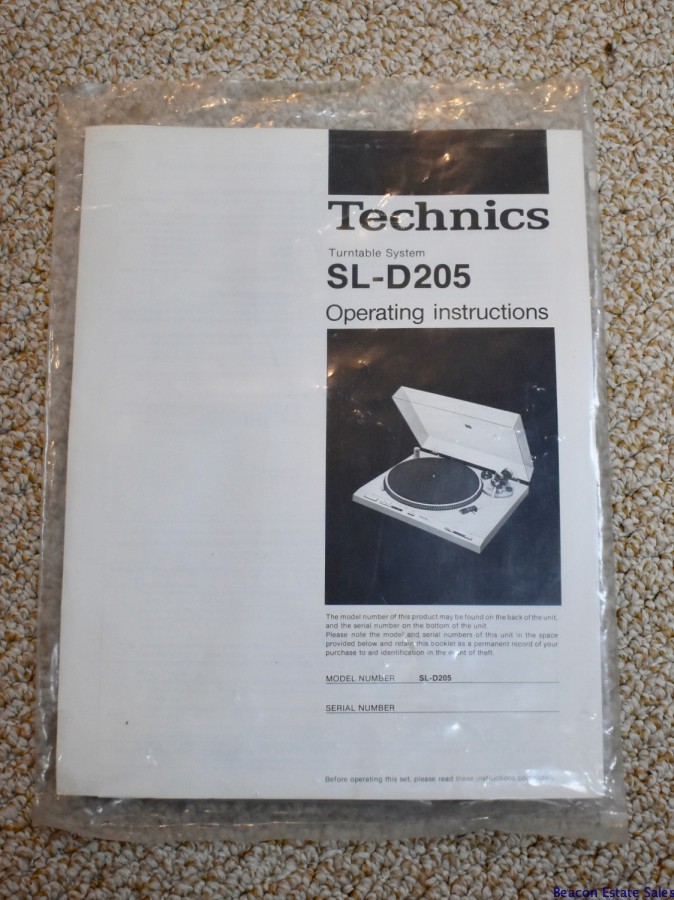 Technics
Turntable System
SL-D205
Operating instructions
The model number of this product may be found on the back of the unit,
and the serial number on the bottom of the unit.
Please note the model and serial numbers of this unit in the space
provided below and retain this booklet as a permanent record of your
purchase to aid identification in the event of theft.
MODEL NUMBER SL-D205
SERIAL NUMBER
Before operating this set, please read these instructions
Beacon Estate Sales